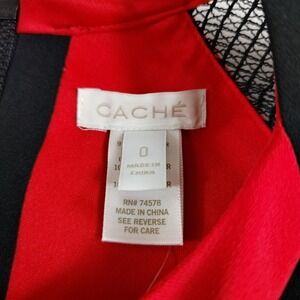 CACHÉ
0
MADE IN
CHINA
RN# 74578
MADE IN CHINA
SEE REVERSE
FOR CARE